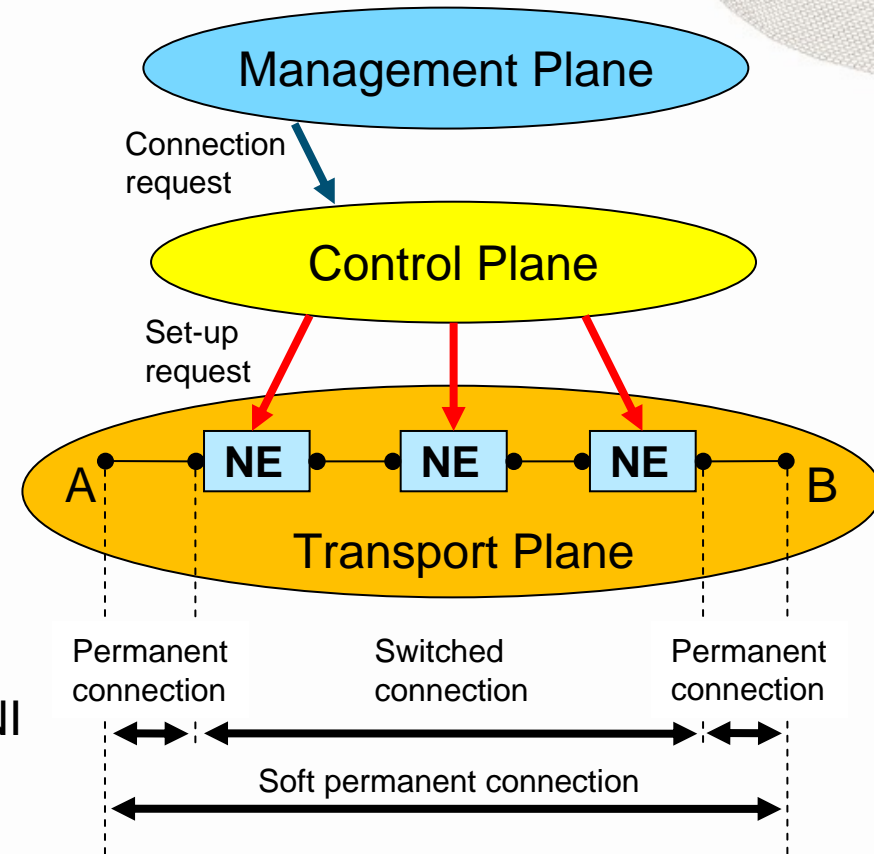 Management Plane
Connection
request
Control Plane
Set-up
request
A
NE
NE
NE
B
Transport Plane
Permanent
connection
Switched
connection
Permanent
connection
NI
Soft permanent connection